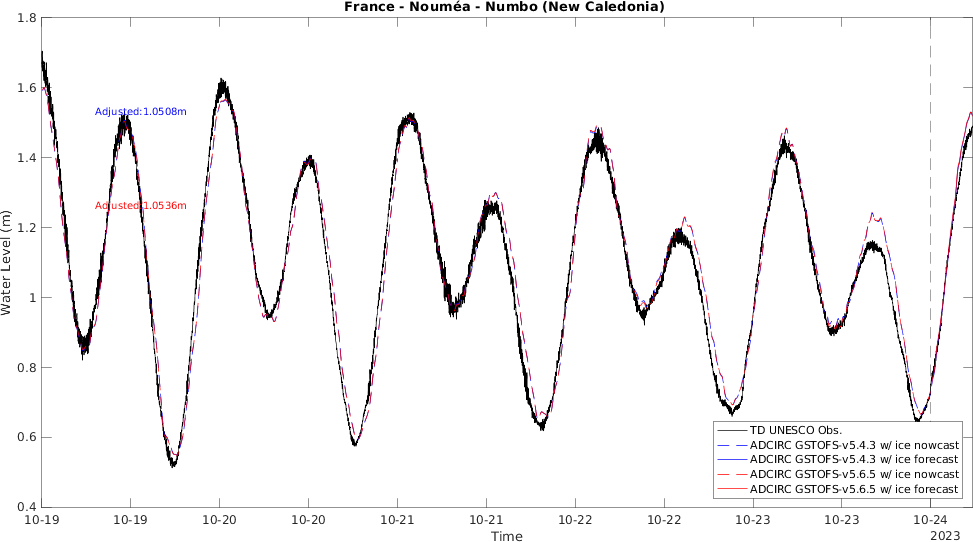 France - Nouméa - Numbo (New Caledonia)
1.8
1.6
1.4
1.2
1
0.8
0.6
0.4
Water Level (m)
Adjusted:1.0508m
Adjusted:1.0536m
TD UNESCO Obs.
ADCIRC GSTOFS-v5.4.3 w/ ice nowcast
ADCIRC GSTOFS-v5.4.3 w/ ice forecast
ADCIRC GSTOFS-v5.6.5 w/ ice nowcast
ADCIRC GSTOFS-v5.6.5 w/ ice forecast
10-19 10-19 10-20 10-20 10-21 10-21 10-22 10-22 10-23 10-23 10-24
Time 2023